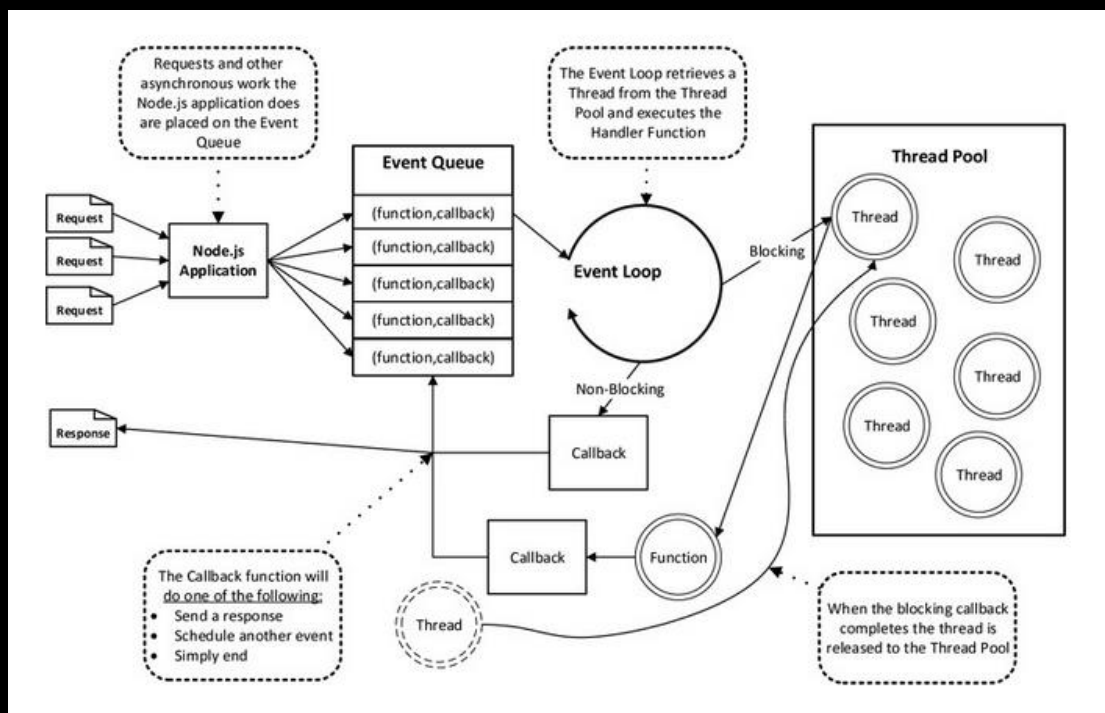 Requests and other
asynchronous work the
Node.js application does
are placed on the Event
Queue
The Event Loop retrieves a
Thread from the Thread
Pool and executes the
Handler Function
Request
Request
Request
Node.js
Application
Event Queue
(function,callback)
(function,callback)
(function,callback)
(function,callback)
(function,callback)
Event Loop
Blocking
Non-Blocking
Thread Pool
Thread
Thread
Thread
Thread
Thread
Thread
Response
Callback
Callback
Function
Thread
The Callback function will
do one of the following:
• Send a response
• Schedule another event
• Simply end
When the blocking callback
completes the thread is
released to the Thread Pool